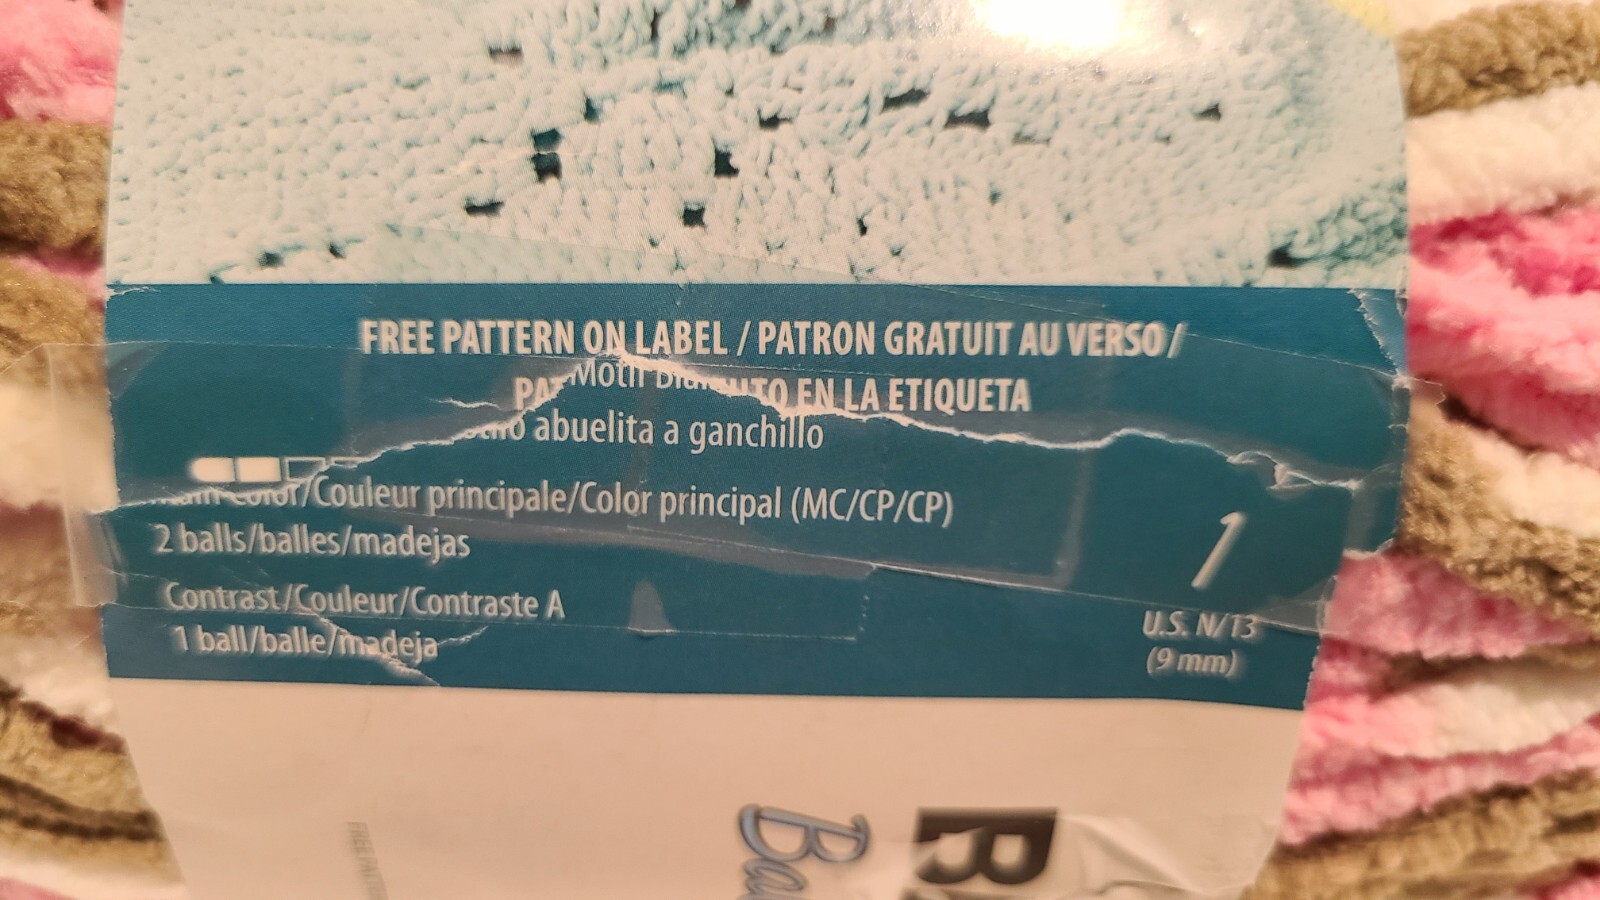 FREE PATTERN ON LABEL / PATRON GRATUIT AU VERSO /
EN LA ETIQUETA
Motif
abuelita a ganchillo
/Couleur principale/Color principal (MC/CP/CP)
2 balls/balles/madejas
Contrast/Couleur/Contraste A
1 ball/balle/madeja
1
U.S. N/13
(9 mm)